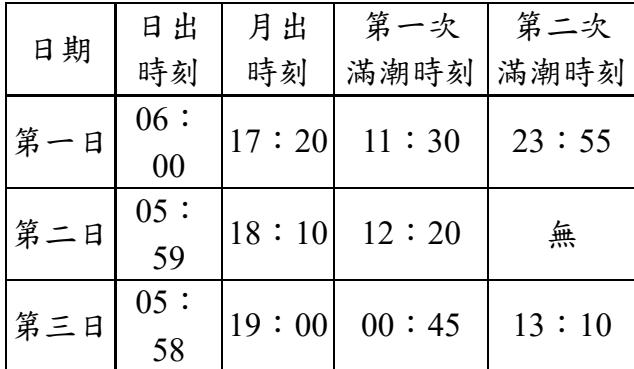 日期 日出時刻 月出時刻 第一次滿潮時刻 第二次滿潮時刻
第一日 06：00 17：20 11：30 23：55
第二日 05：59 18：10 12：20 無
第三日 05：58 19：00 00：45 13：10